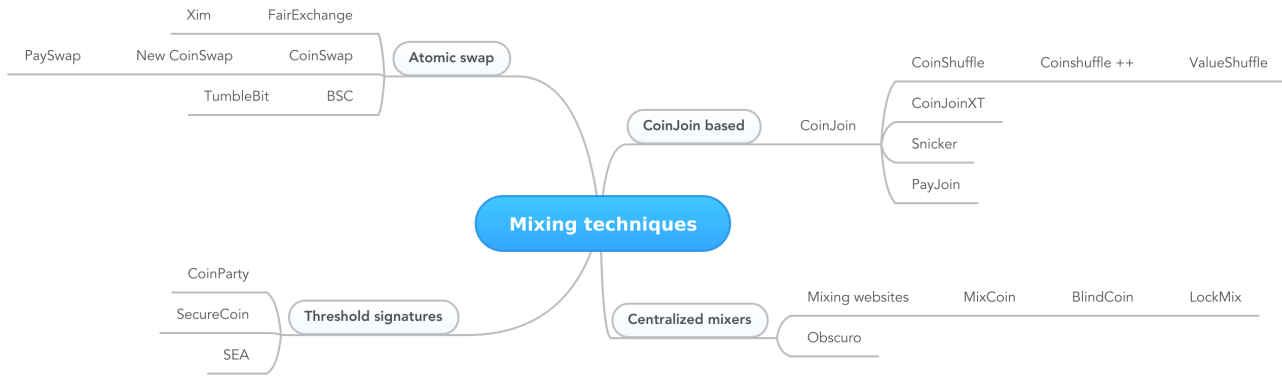 Mixing techniques
Atomic swap
Xim FairExchange
PaySwap New CoinSwap CoinSwap
TumbleBit BSC
CoinJoin based
CoinJoin
CoinShuffle Coinshuffle ++ ValueShuffle
CoinJoinXT
Snicker
PayJoin
Threshold signatures
CoinParty
SecureCoin
SEA
Centralized mixers
Mixing websites MixCoin BlindCoin LockMix
Obscuro